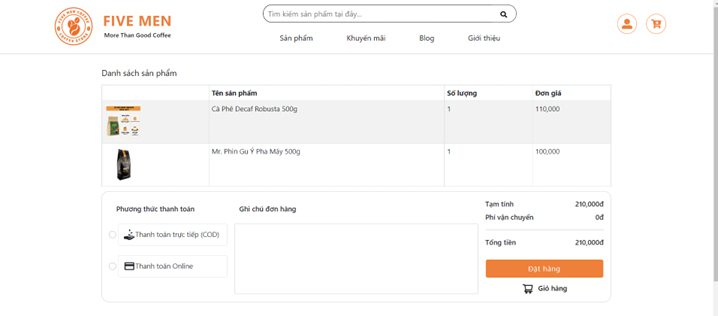 FIVE MEN
More Than Good Coffee
Tìm kiếm sản phẩm tại đây...
Sản phẩm
Khuyến mãi
Blog
Giới thiệu
Danh sách sản phẩm
Tên sản phẩm Số lượng Đơn giá
Cà Phê Decaf Robusta 500g 1 110,000
Mr. Phin Gu Ý Pha Máy 500g 1 100,000
Phương thức thanh toán
Thanh toán trực tiếp (COD)
Thanh toán Online
Ghi chú đơn hàng
Tạm tính 210,000đ
Phí vận chuyển 0đ
Tổng tiền 210,000đ
Đặt hàng
Giỏ hàng